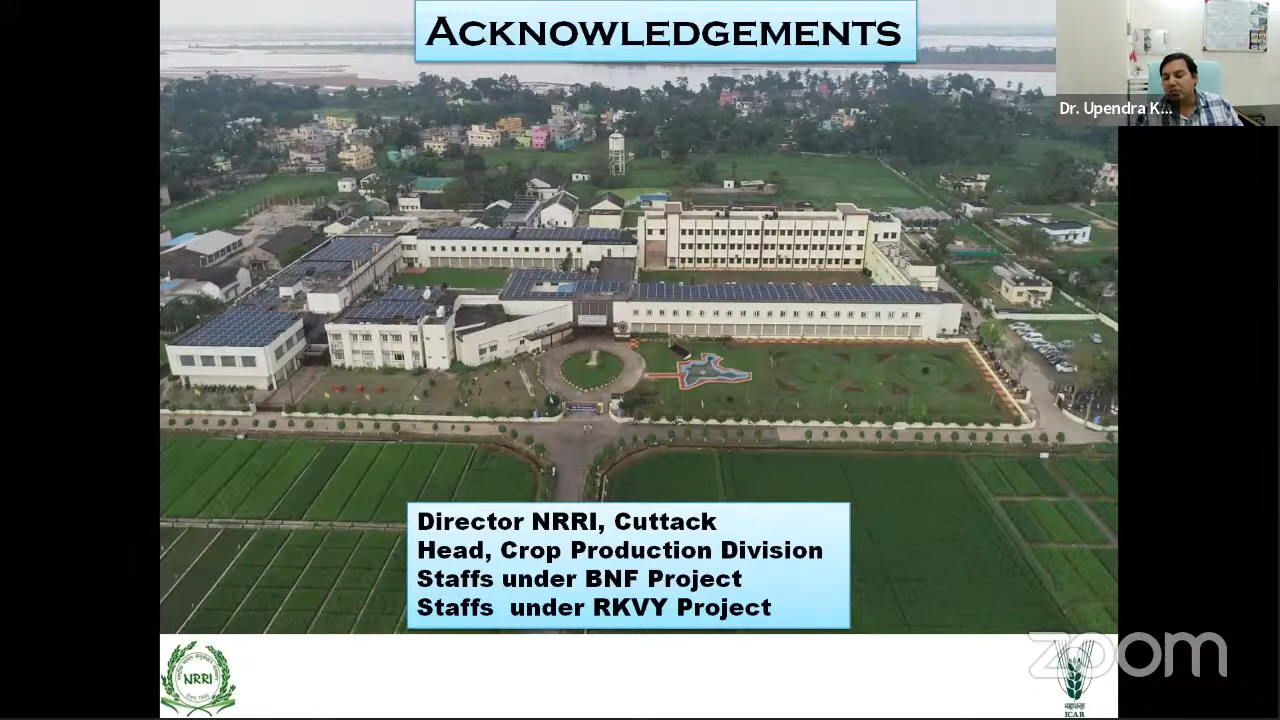 ACKNOWLEDGEMENTS
Dr. Upendra K...
Director NRRI, Cuttack
Head, Crop Production Division
Staffs under BNF Project
Staffs under RKVY Project
NRRI
zoom
ICAR